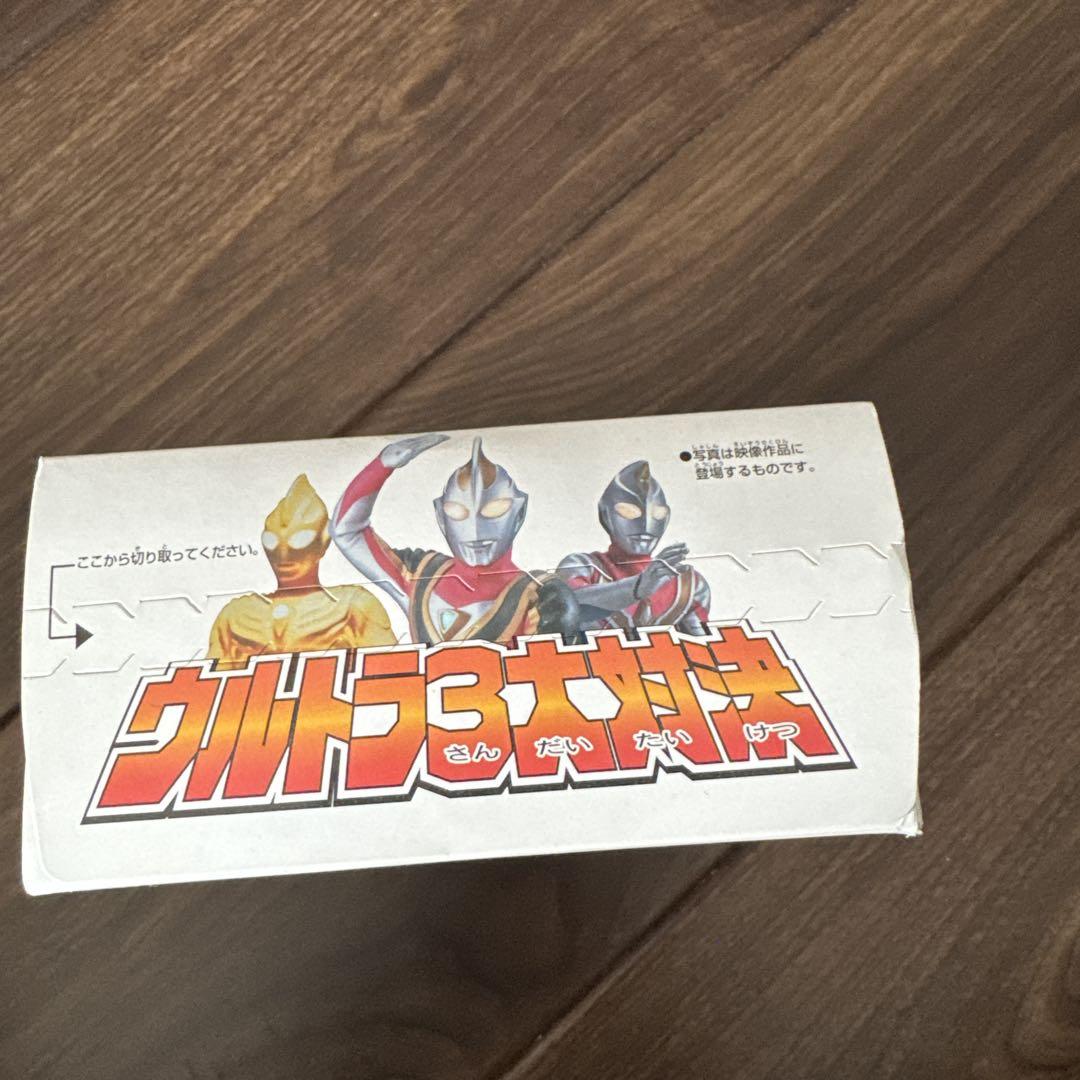 ●写真は映像作品に
登場するものです。
ここから切り取ってください。
ウルトラ3大対決
さん だい たい けつ